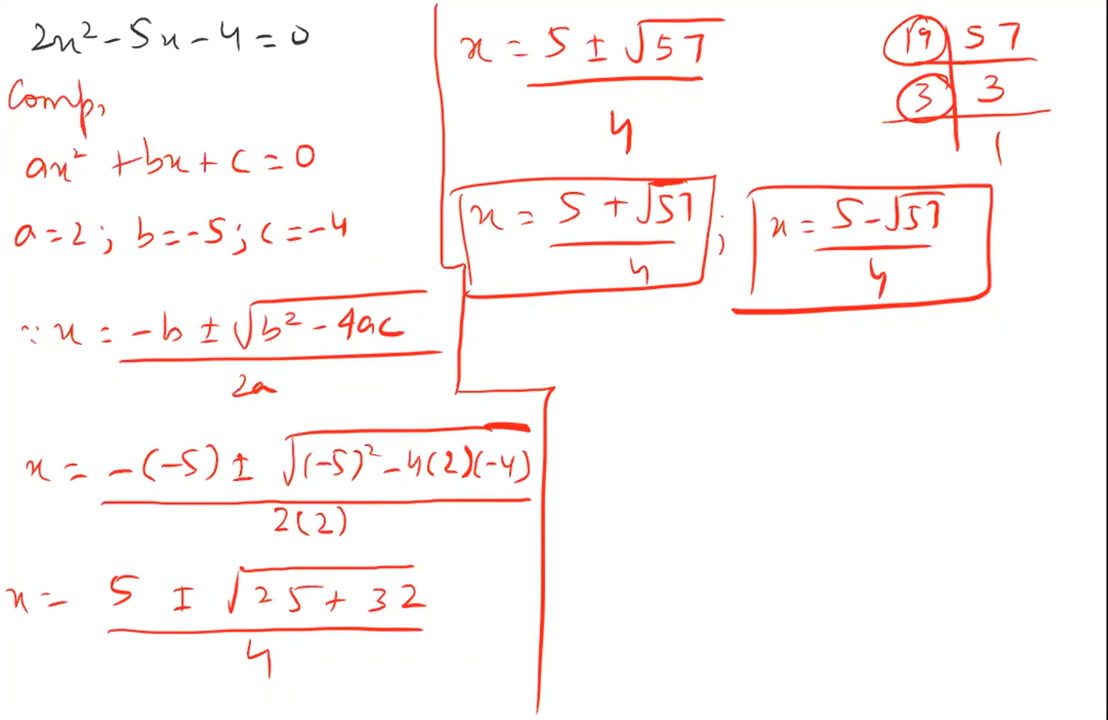 2x² - 5x - 4 = 0
Comp,
ax² + bx + c = 0
a = 2 ; b = -5 ; c = -4
∵ x = (-b ± √(b² - 4ac)) / 2a
x = (-(-5) ± √((-5)² - 4(2)(-4))) / 2(2)
x = (5 ± √(25 + 32)) / 4
x = (5 ± √57) / 4
x = (5 + √57) / 4 ; x = (5 - √57) / 4
19 | 57
3 | 3
1